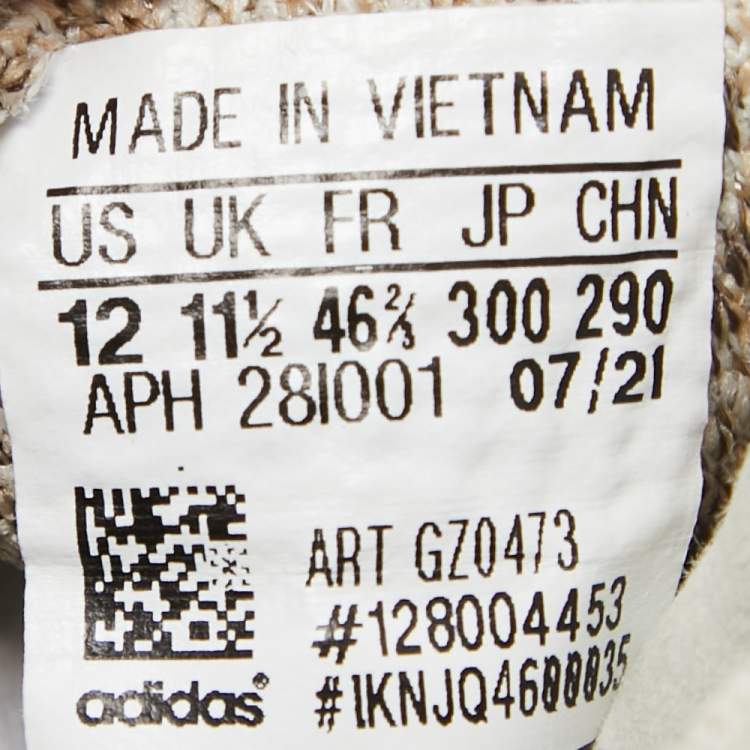 MADE IN VIETNAM
US UK FR JP CHN
12 11½ 46⅔ 300 290
APH 281001 07/21
ART GZ0473
#128004453
adidas®